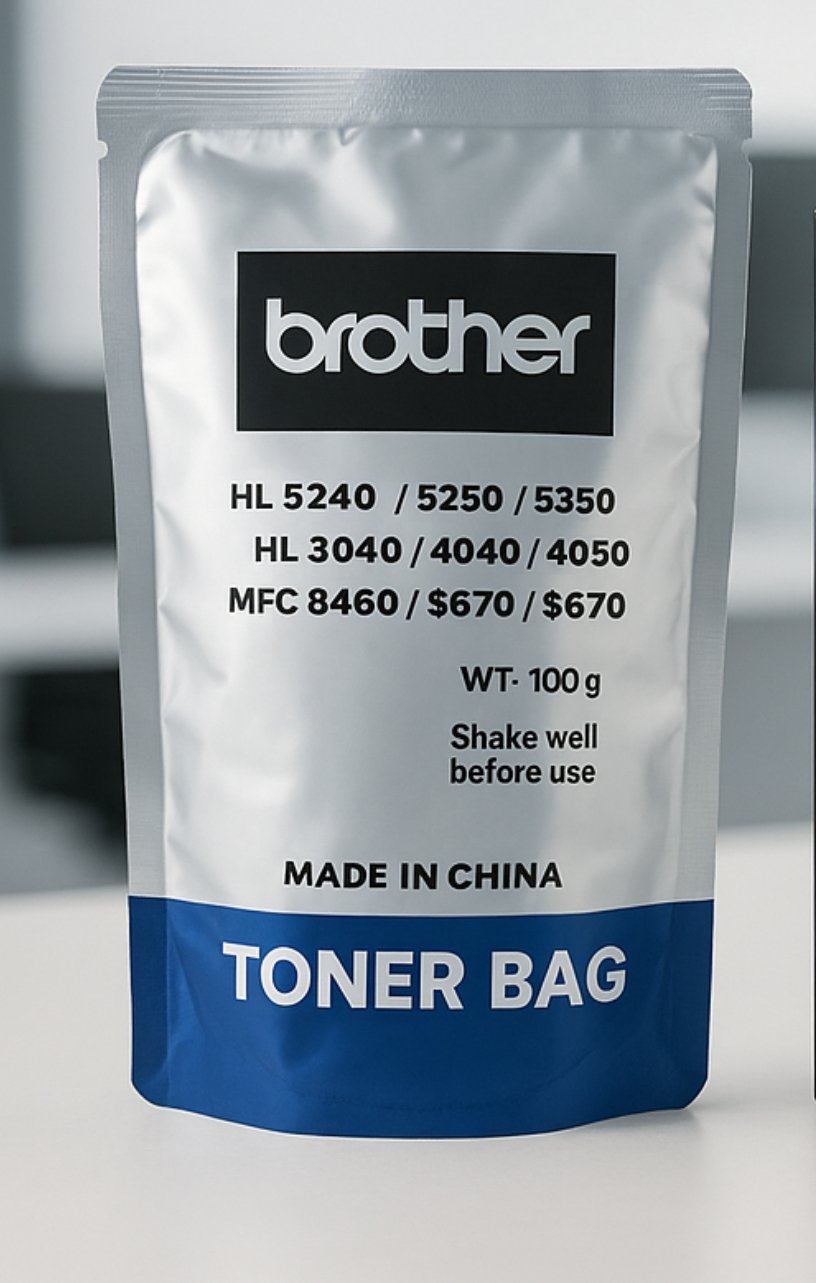 brother
HL 5240 / 5250 / 5350
HL 3040 / 4040 / 4050
MFC 8460 / $670 / $670
WT· 100 g
Shake well
before use
MADE IN CHINA
TONER BAG